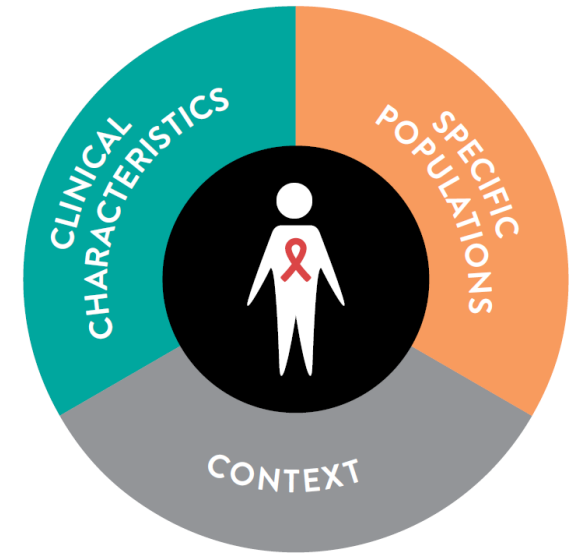 CLINICAL
CHARACTERISTICS
SPECIFIC
POPULATIONS
CONTEXT